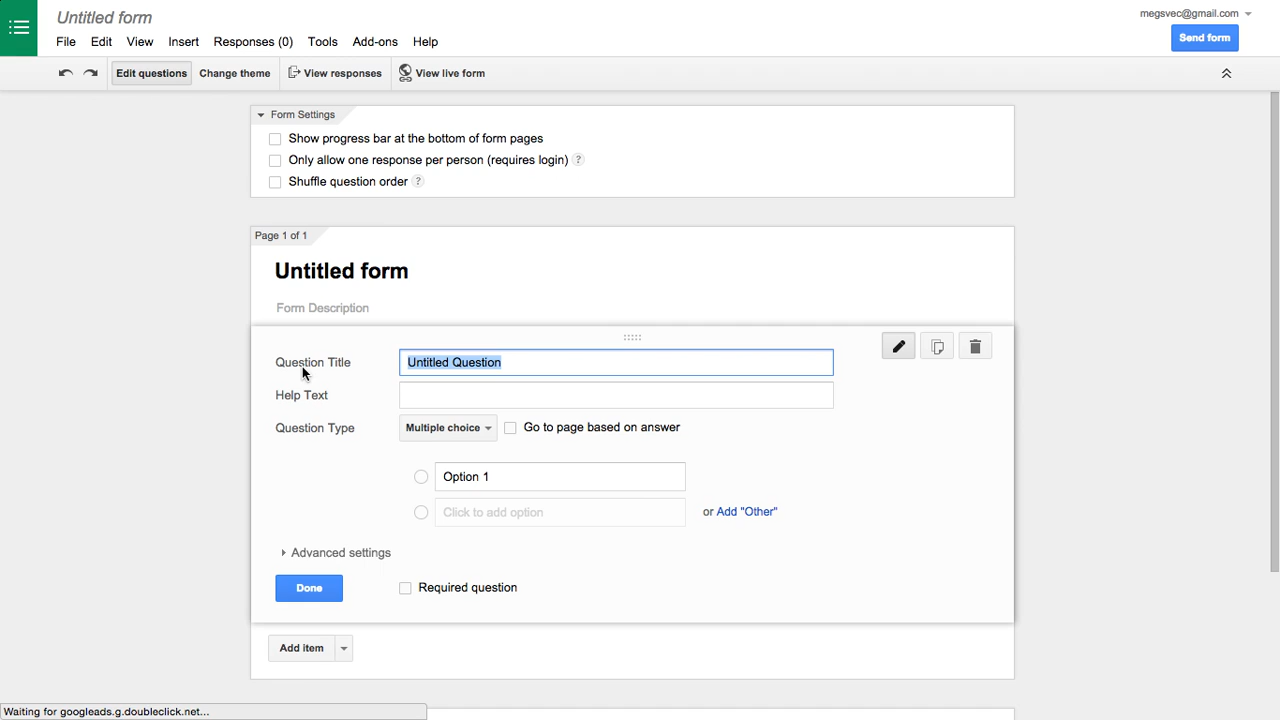 Untitled form
megsvec@gmail.com
File Edit View Insert Responses (0) Tools Add-ons Help
Send form
Edit questions Change theme View responses View live form
Form Settings
Show progress bar at the bottom of form pages
Only allow one response per person (requires login) ?
Shuffle question order ?
Page 1 of 1
Untitled form
Form Description
Question Title Untitled Question
Help Text
Question Type Multiple choice Go to page based on answer
Option 1
Click to add option or Add "Other"
Advanced settings
Done Required question
Add item
Waiting for googleads.g.doubleclick.net...